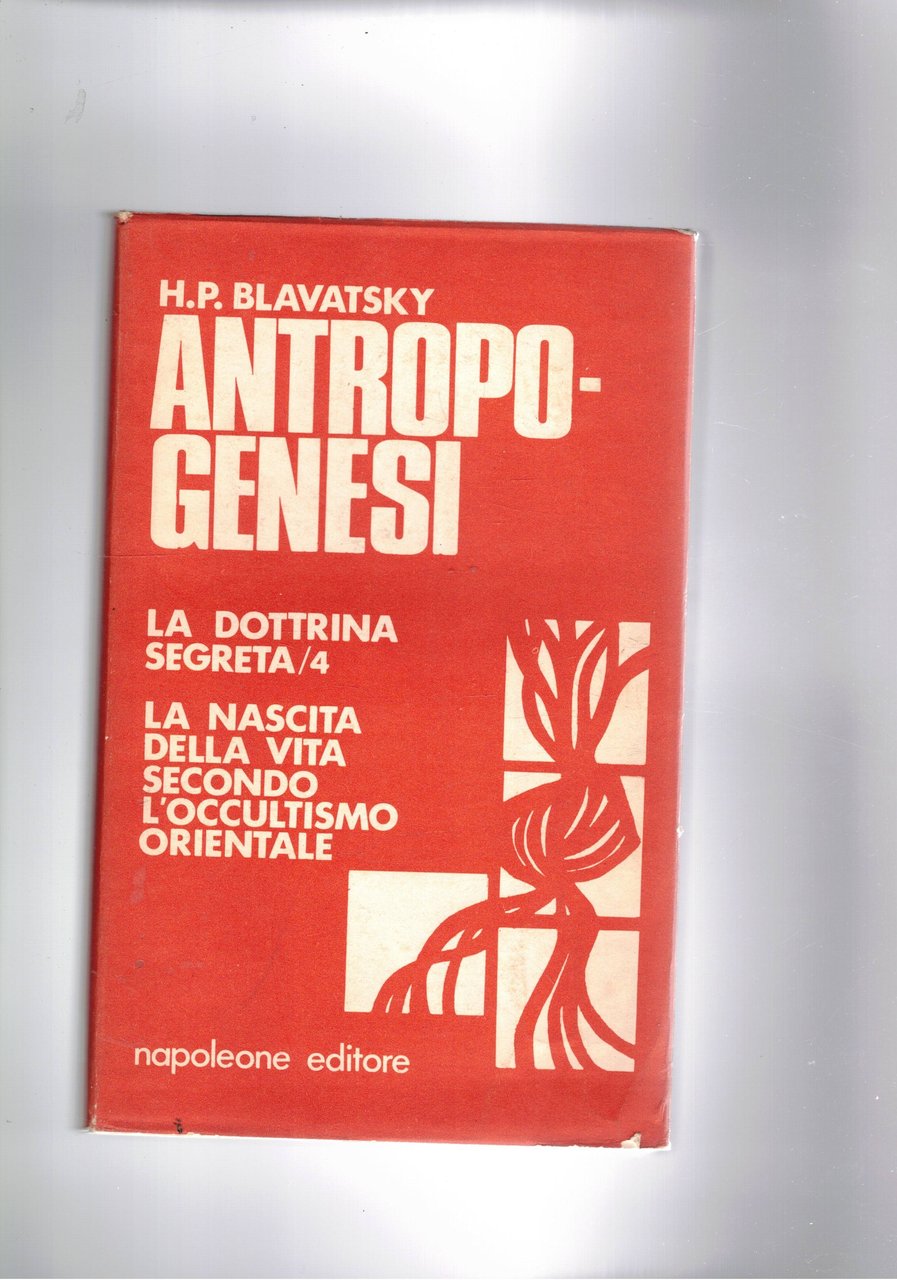 H.P. BLAVATSKY
ANTROPO-
GENESI
LA DOTTRINA
SEGRETA/4
LA NASCITA
DELLA VITA
SECONDO
L'OCCULTISMO
ORIENTALE
napoleone editore